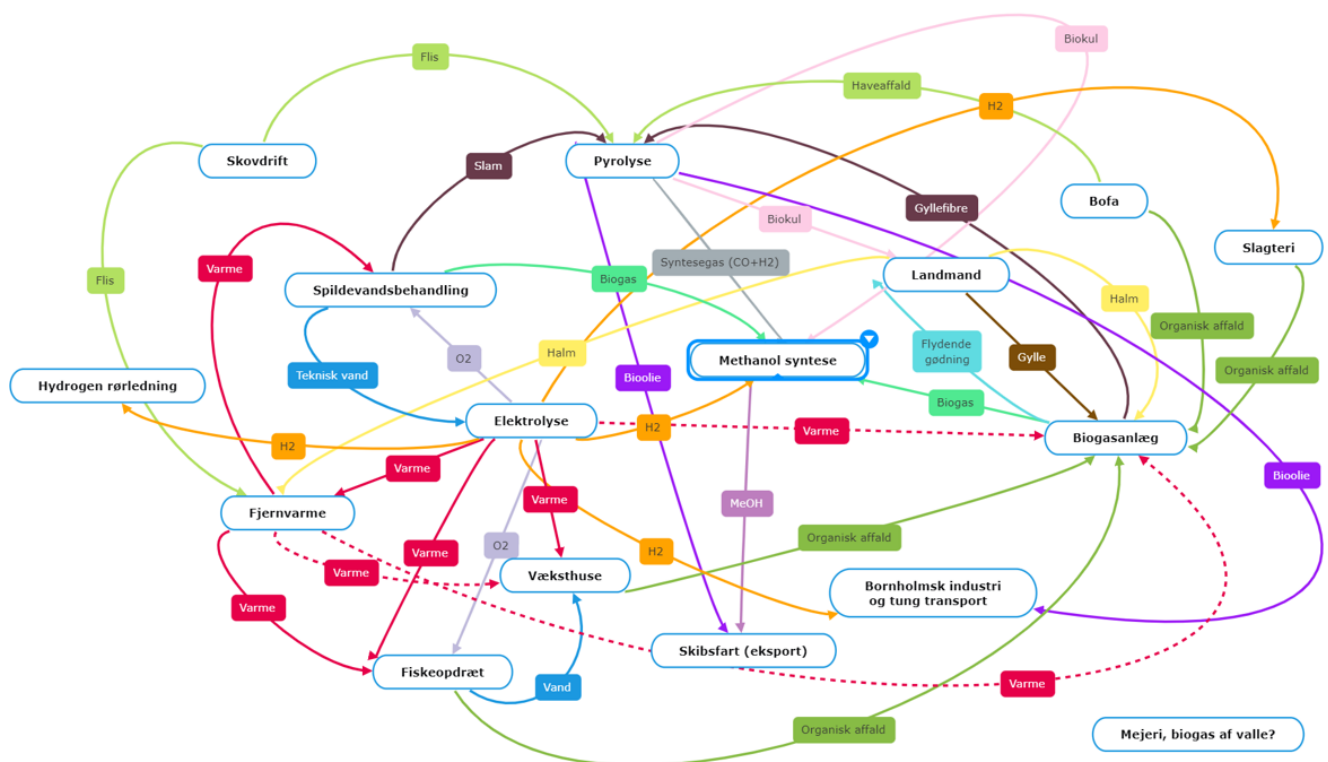 Biokul
Flis
Haveaffald
H2
Skovdrift
Slam
Pyrolyse
Bofa
Gyllefibre
Biokul
Slagteri
Varme
Syntesegas (CO+H2)
Landmand
Flis
Biogas
Spildevandsbehandling
Halm
Organisk affald
Flydende
gødning
O2
Halm
Methanol syntese
Gylle
Organisk affald
Teknisk vand
Bioolie
Hydrogen rørledning
Biogas
Elektrolyse
H2
Varme
Biogasanlæg
H2
Varme
Bioolie
Varme
MeOH
Fjernvarme
Organisk affald
O2
Varme
H2
Varme
Væksthuse
Bornholmsk industri
og tung transport
Varme
Skibsfart (eksport)
Fiskeopdræt
Vand
Varme
Organisk affald
Mejeri, biogas af valle?